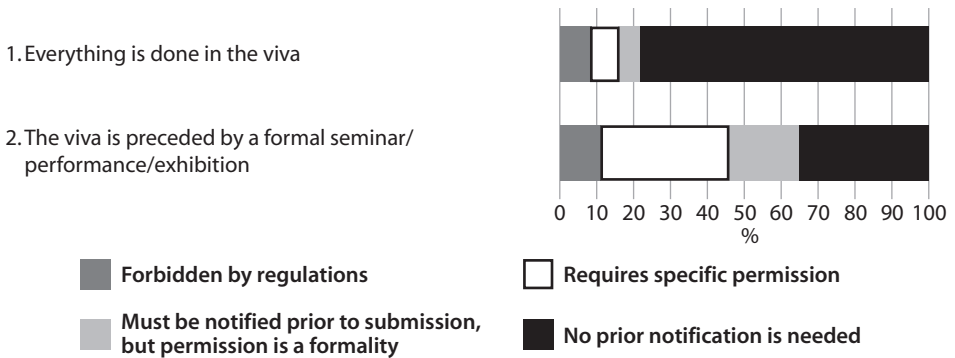 1. Everything is done in the viva
2. The viva is preceded by a formal seminar/
performance/exhibition
0 10 20 30 40 50 60 70 80 90 100
%
Forbidden by regulations
Requires specific permission
Must be notified prior to submission,
but permission is a formality
No prior notification is needed